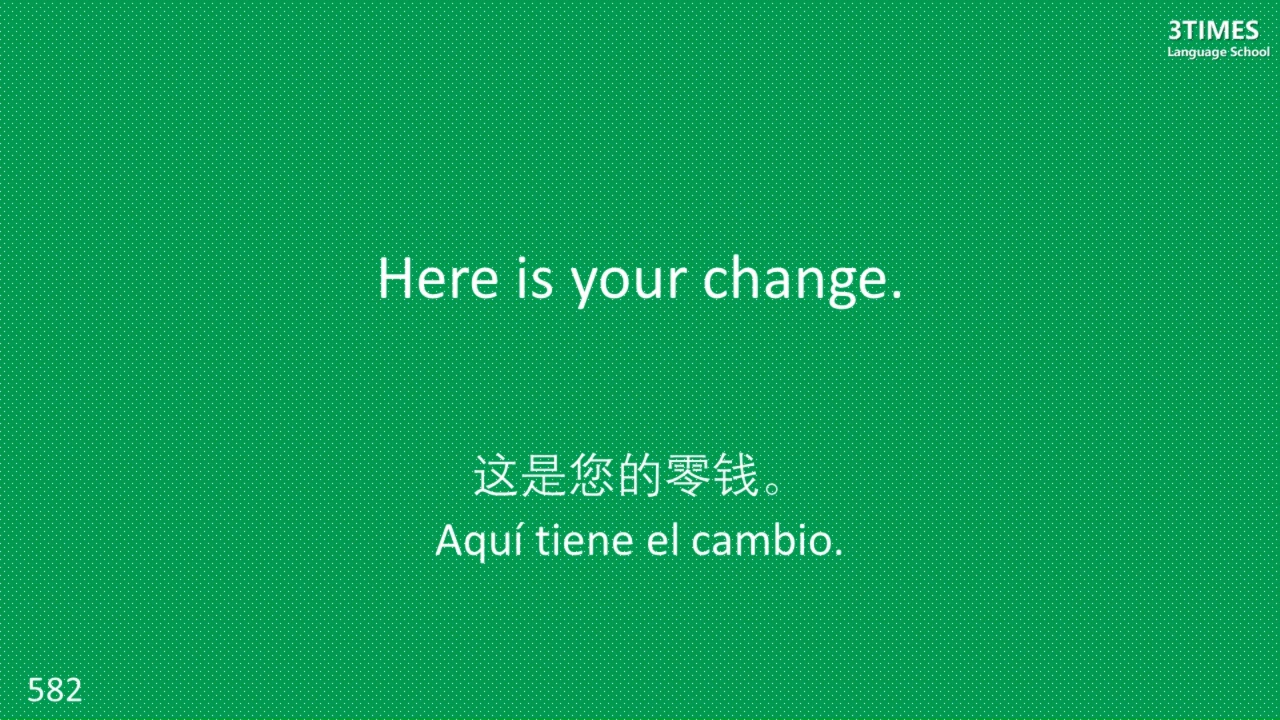 3TIMES
Language School
Here is your change.
这是您的零钱。
Aquí tiene el cambio.
582